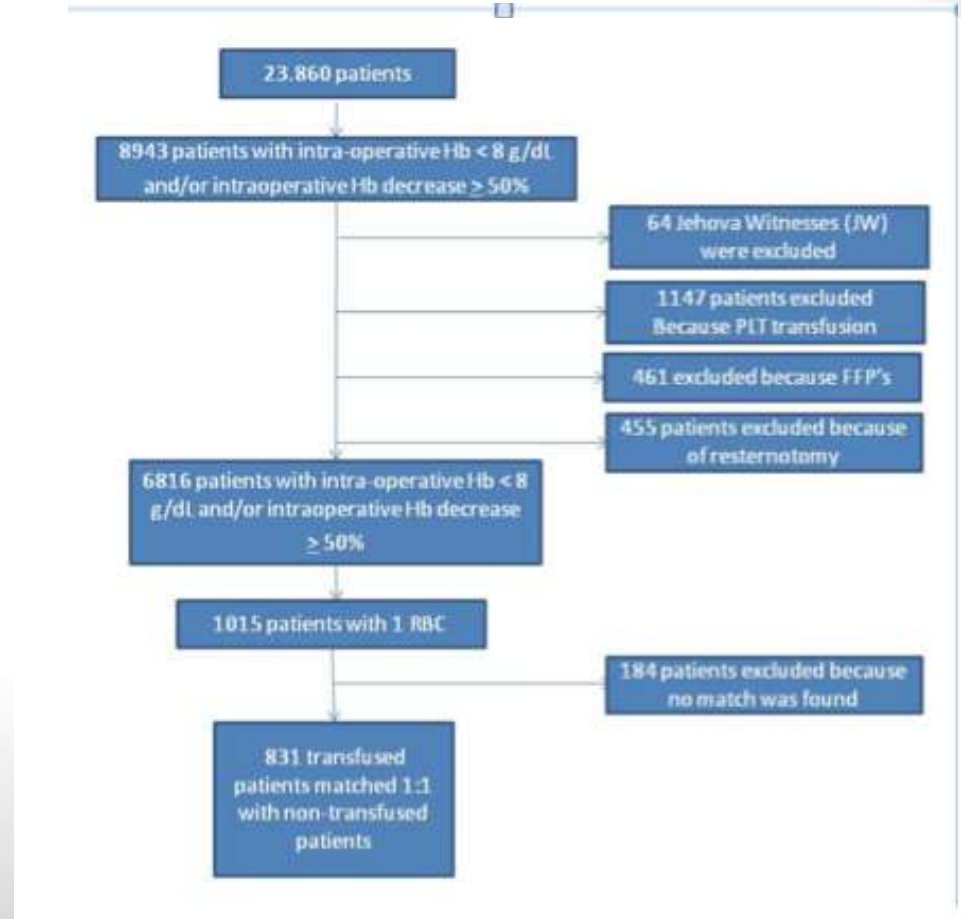 23.860 patients
8943 patients with intra-operative Hb < 8 g/dL
and/or intraoperative Hb decrease ≥ 50%
64 Jehova Witnesses (JW)
were excluded
1147 patients excluded
Because PLT transfusion
461 excluded because FFP's
455 patients excluded because
of resternotomy
6816 patients with intra-operative Hb < 8
g/dL and/or intraoperative Hb decrease
≥ 50%
1015 patients with 1 RBC
184 patients excluded because
no match was found
831 transfused
patients matched 1:1
with non-transfused
patients